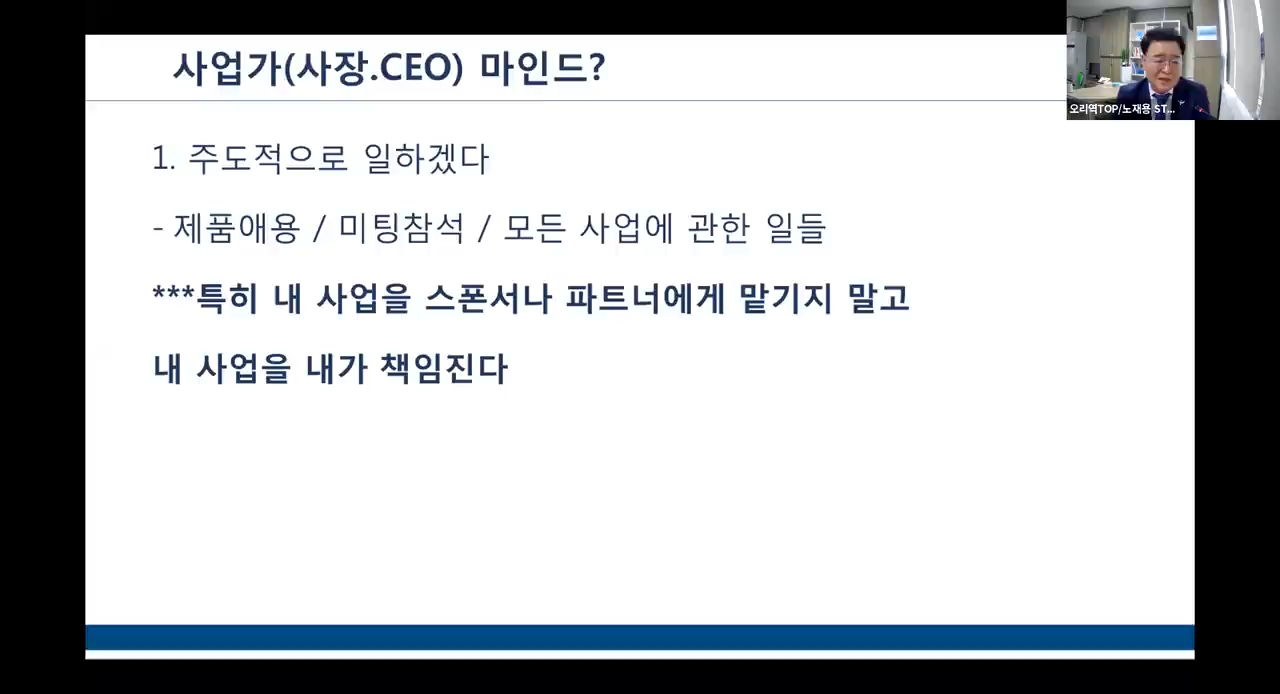 사업가(사장.CEO) 마인드?
1. 주도적으로 일하겠다
- 제품애용 / 미팅참석 / 모든 사업에 관한 일들
***특히 내 사업을 스폰서나 파트너에게 맡기지 말고
내 사업을 내가 책임진다
오리역TOP/노재용 ST...